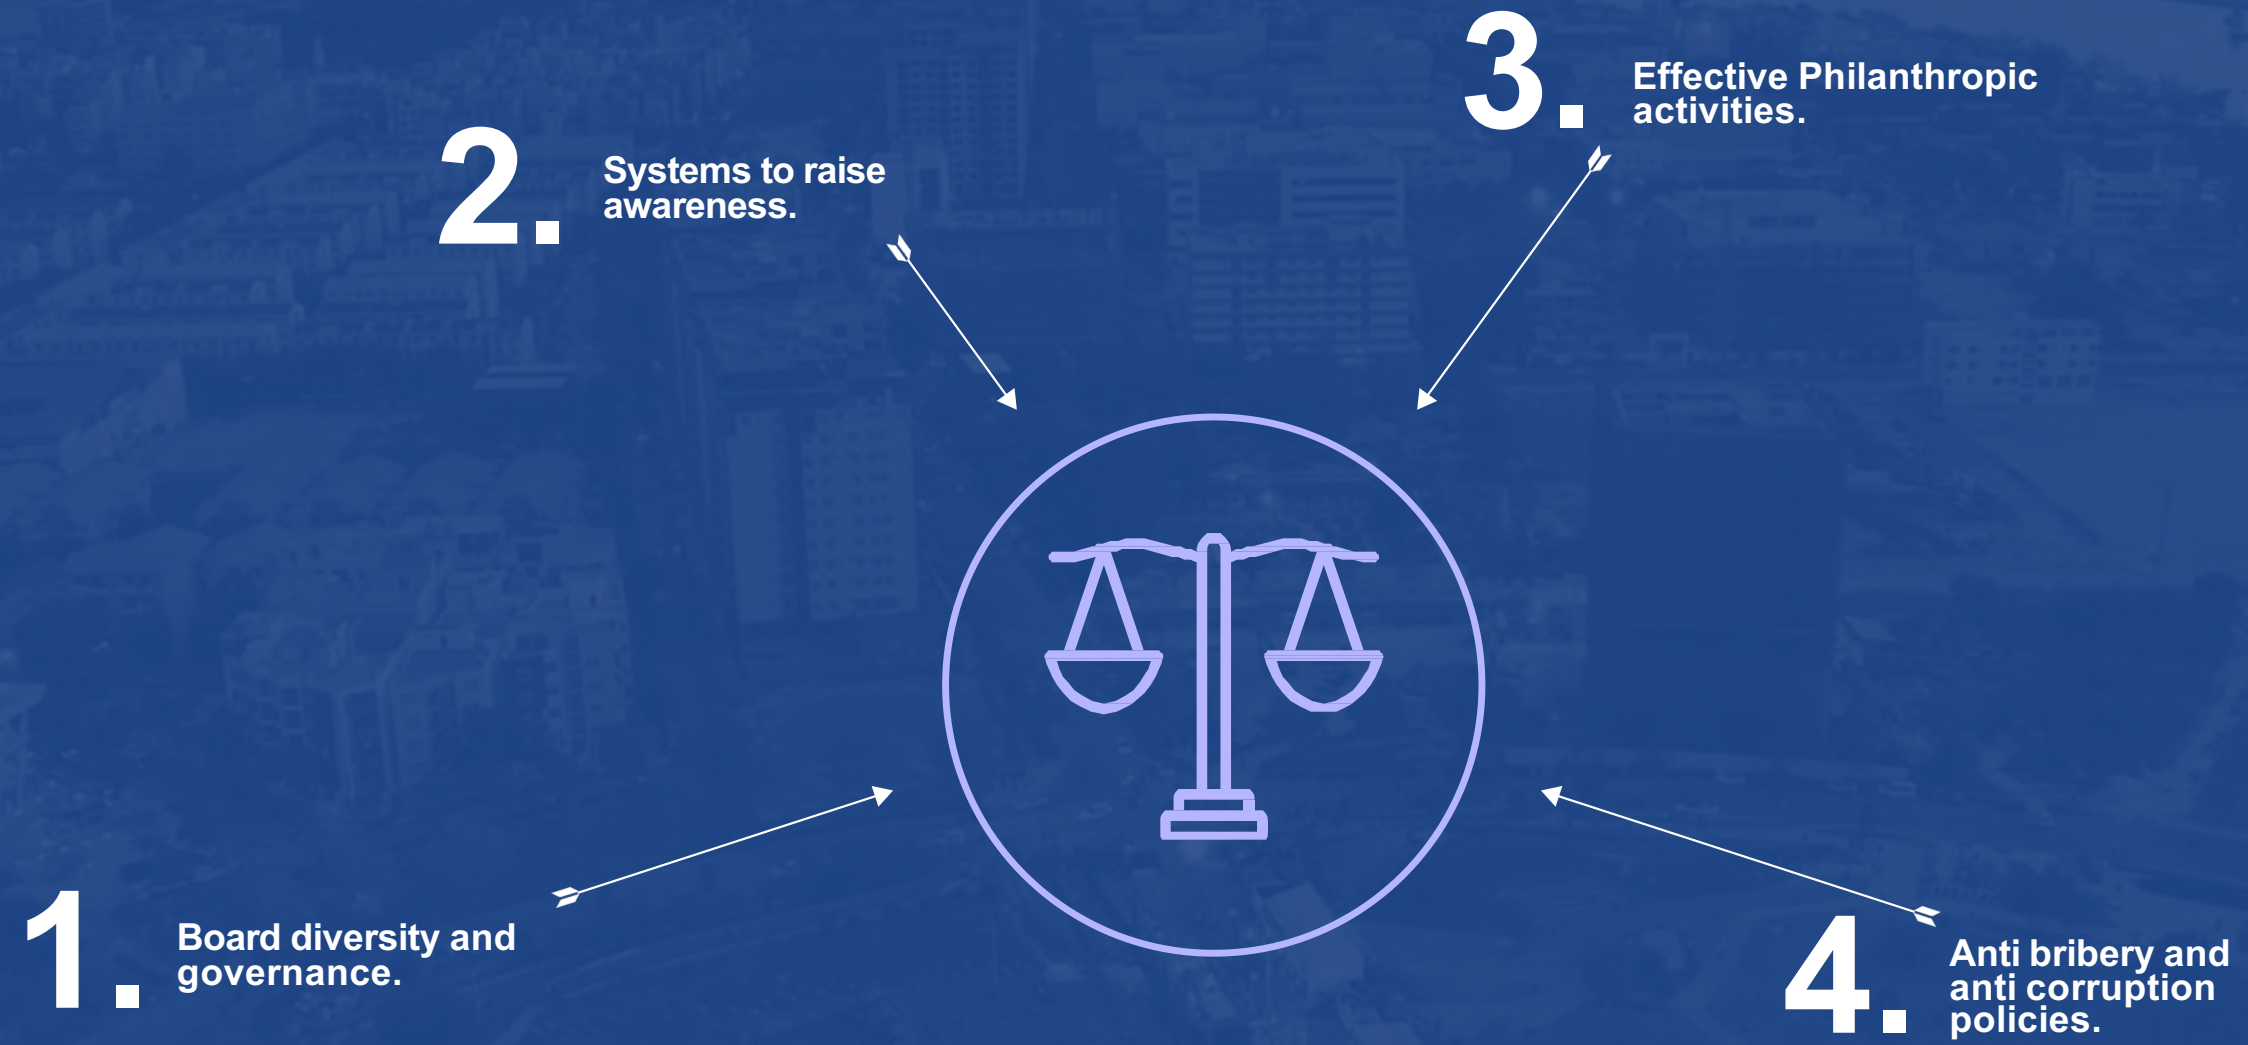 3.
Effective Philanthropic
activities.
2.
Systems to raise
awareness.
1.
Board diversity and
governance.
4.
Anti bribery and
anti corruption
policies.